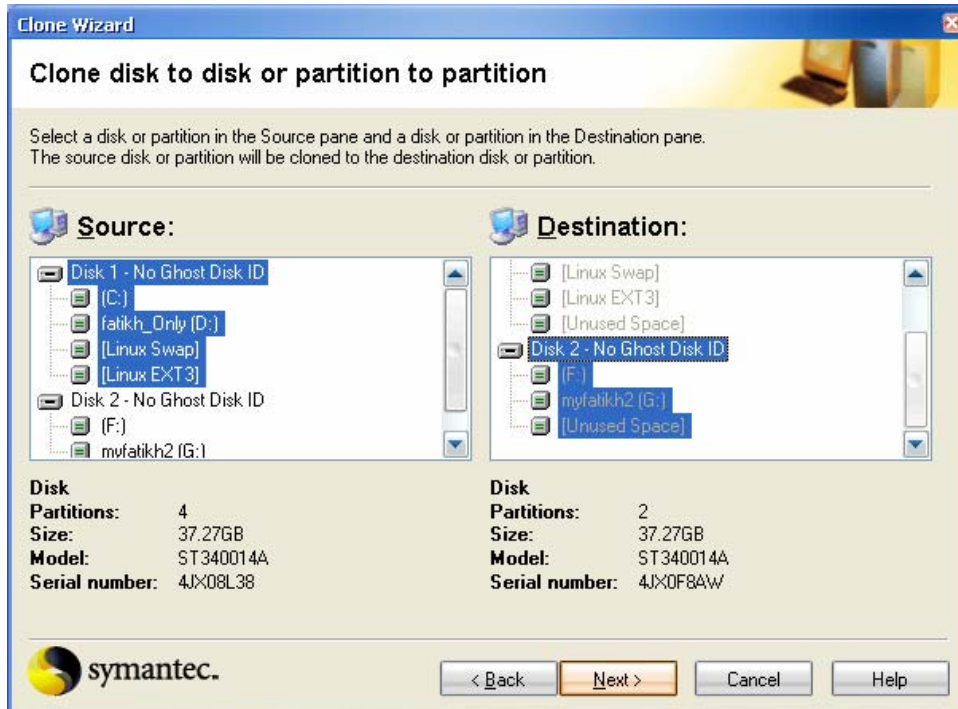 Clone Wizard
Clone disk to disk or partition to partition
Select a disk or partition in the Source pane and a disk or partition in the Destination pane.
The source disk or partition will be cloned to the destination disk or partition.
Source:
Disk 1 - No Ghost Disk ID
(C:)
fatikh_Only (D:)
[Linux Swap]
[Linux EXT3]
Disk 2 - No Ghost Disk ID
(F:)
myfatikh2 (G:)
Disk
Partitions: 4
Size: 37.27GB
Model: ST340014A
Serial number: 4JX08L38
Destination:
[Linux Swap]
[Linux EXT3]
[Unused Space]
Disk 2 - No Ghost Disk ID
(F:)
myfatikh2 (G:)
[Unused Space]
Disk
Partitions: 2
Size: 37.27GB
Model: ST340014A
Serial number: 4JX0F8AW
symantec.
< Back
Next >
Cancel
Help